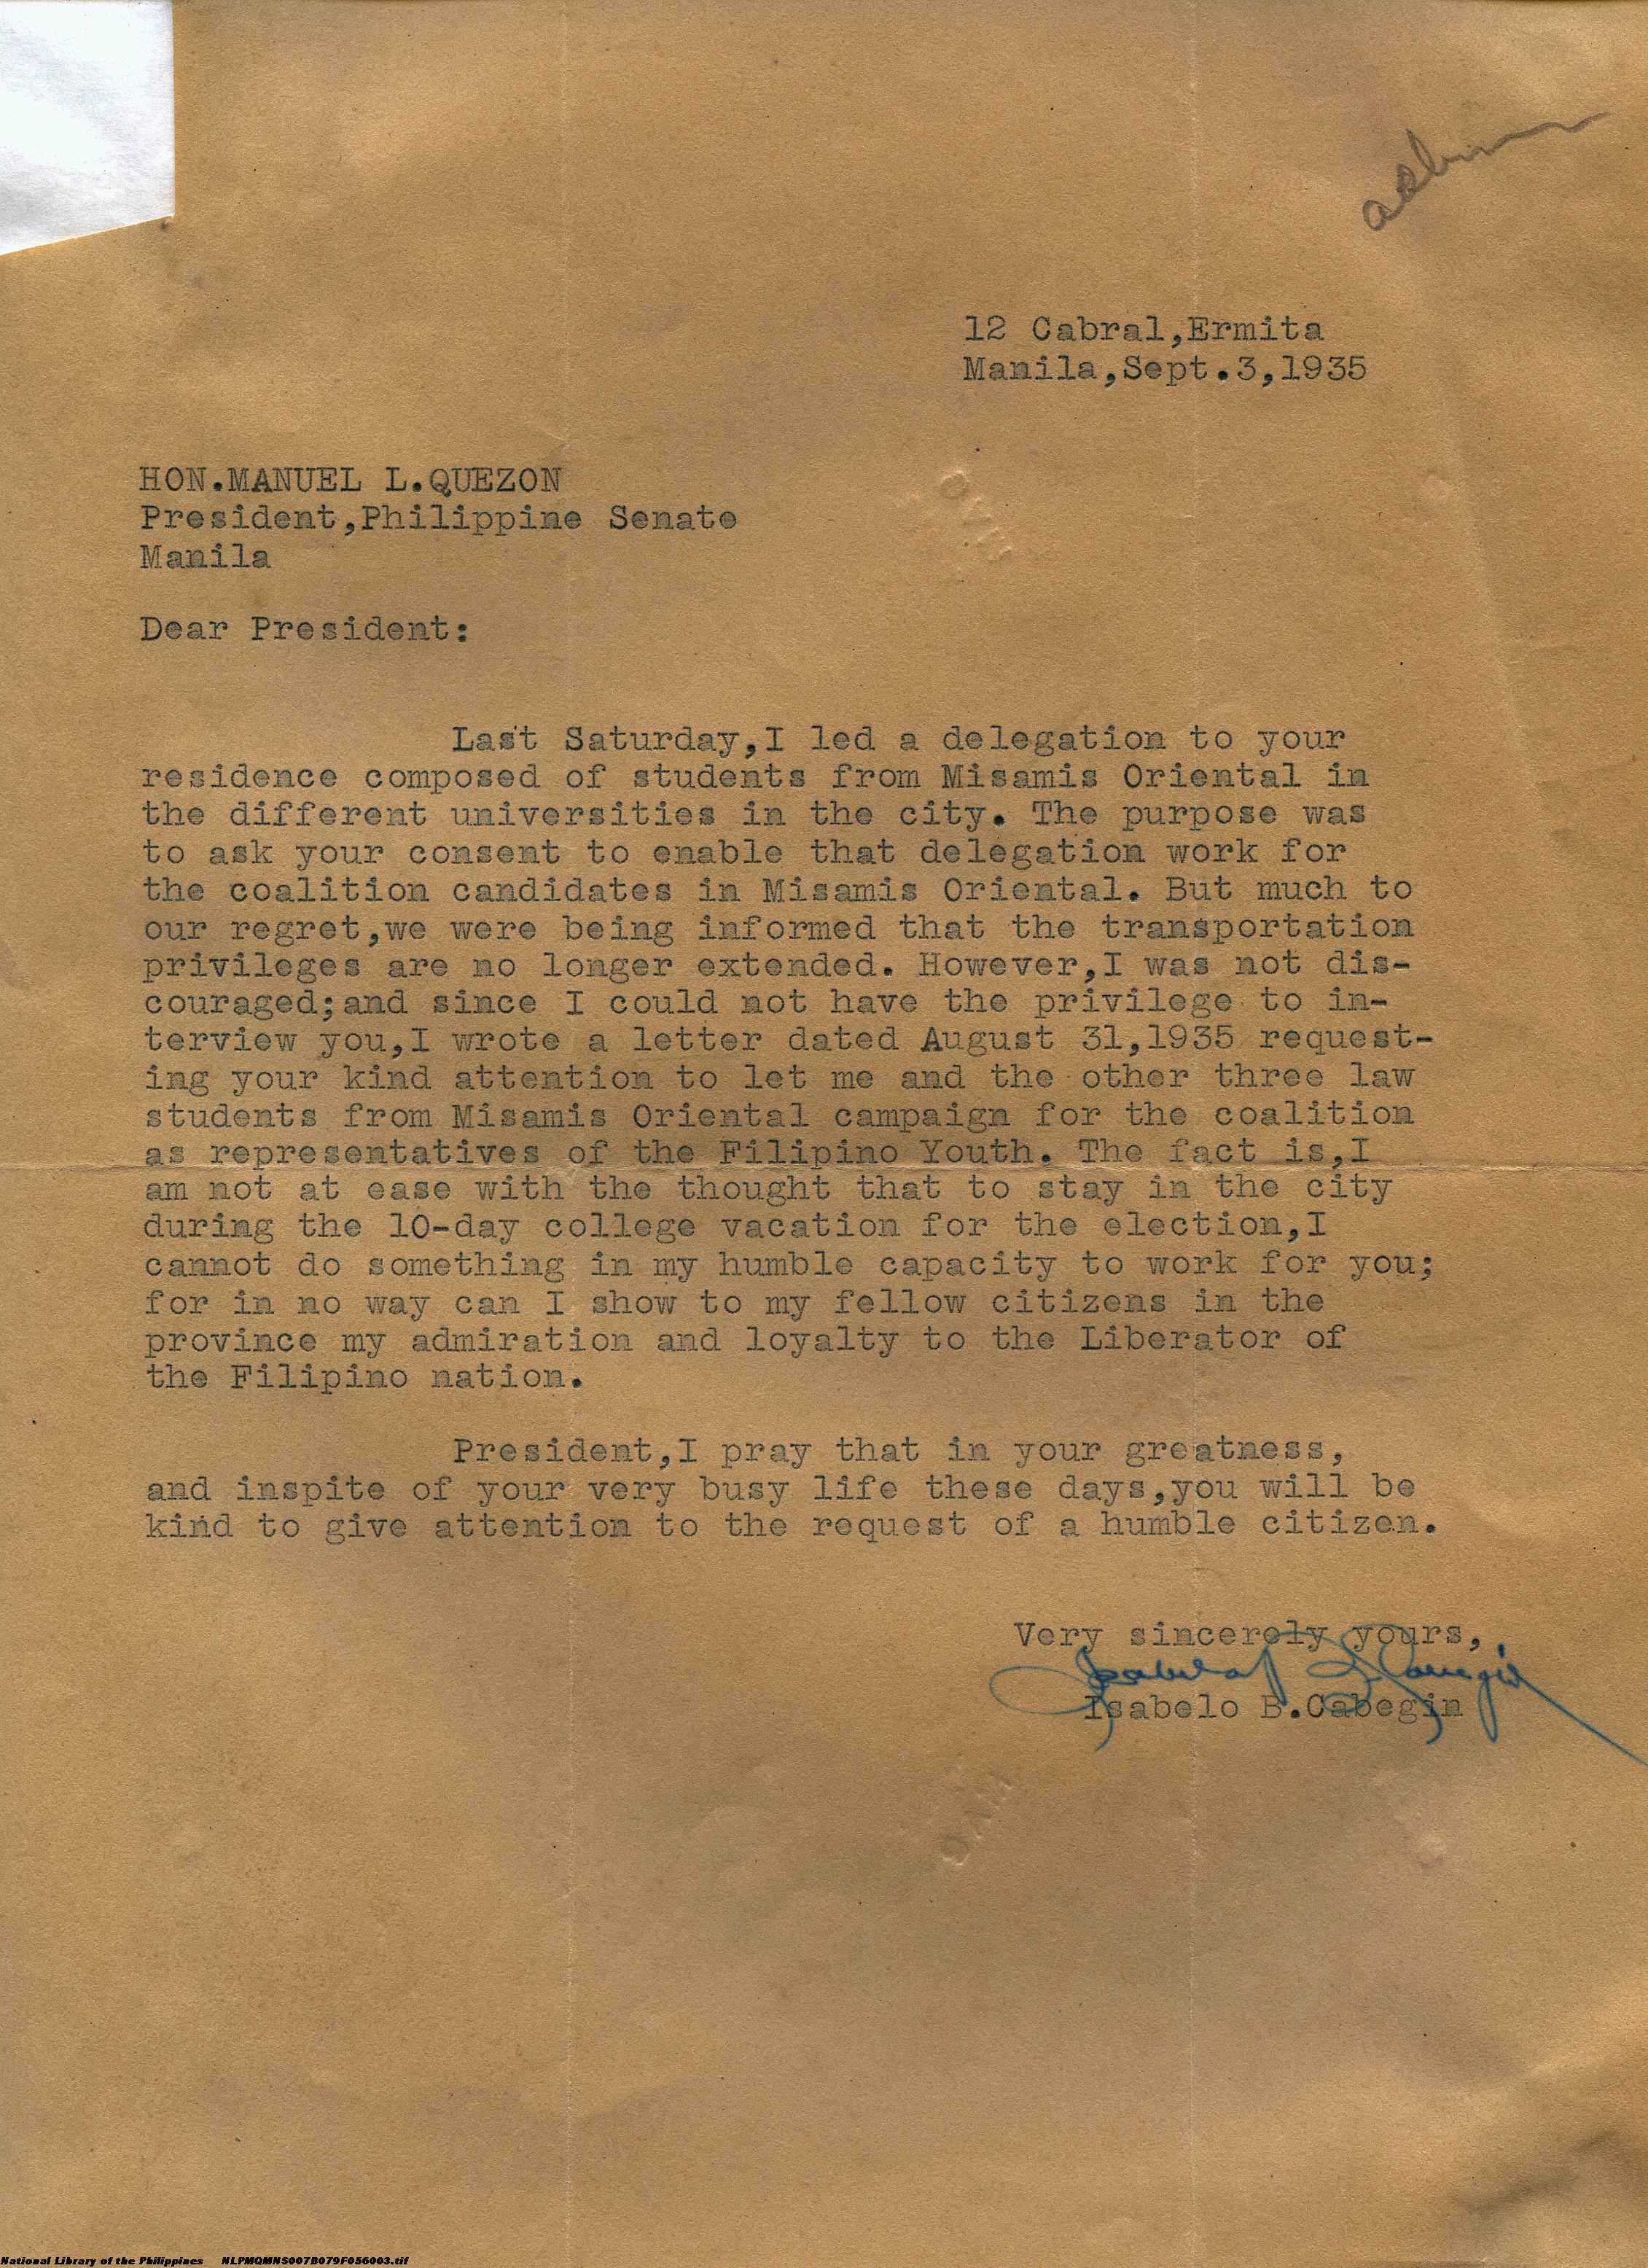 12 Cabral,Ermita
Manila,Sept.3,1935
HON.MANUEL L.QUEZON
President,Philippine Senate
Manila
Dear President:
Last Saturday,I led a delegation to your
residence composed of students from Misamis Oriental in
the different universities in the city. The purpose was
to ask your consent to enable that delegation work for
the coalition candidates in Misamis Oriental. But much to
our regret,we were being informed that the transportation
privileges are no longer extended. However,I was not dis-
couraged;and since I could not have the privilege to in-
terview you,I wrote a letter dated August 31,1935 request-
ing your kind attention to let me and the other three law
students from Misamis Oriental campaign for the coalition
as representatives of the Filipino Youth. The fact is,I
am not at ease with the thought that to stay in the city
during the 10-day college vacation for the election,I
cannot do something in my humble capacity to work for you;
for in no way can I show to my fellow citizens in the
province my admiration and loyalty to the Liberator of
the Filipino nation.
President,I pray that in your greatness,
and inspite of your very busy life these days,you will be
kind to give attention to the request of a humble citizen.
Very sincerely yours,
Isabelo B.Cabegin
National Library of the Philippines NLPMQMNS007B079F056003.tif